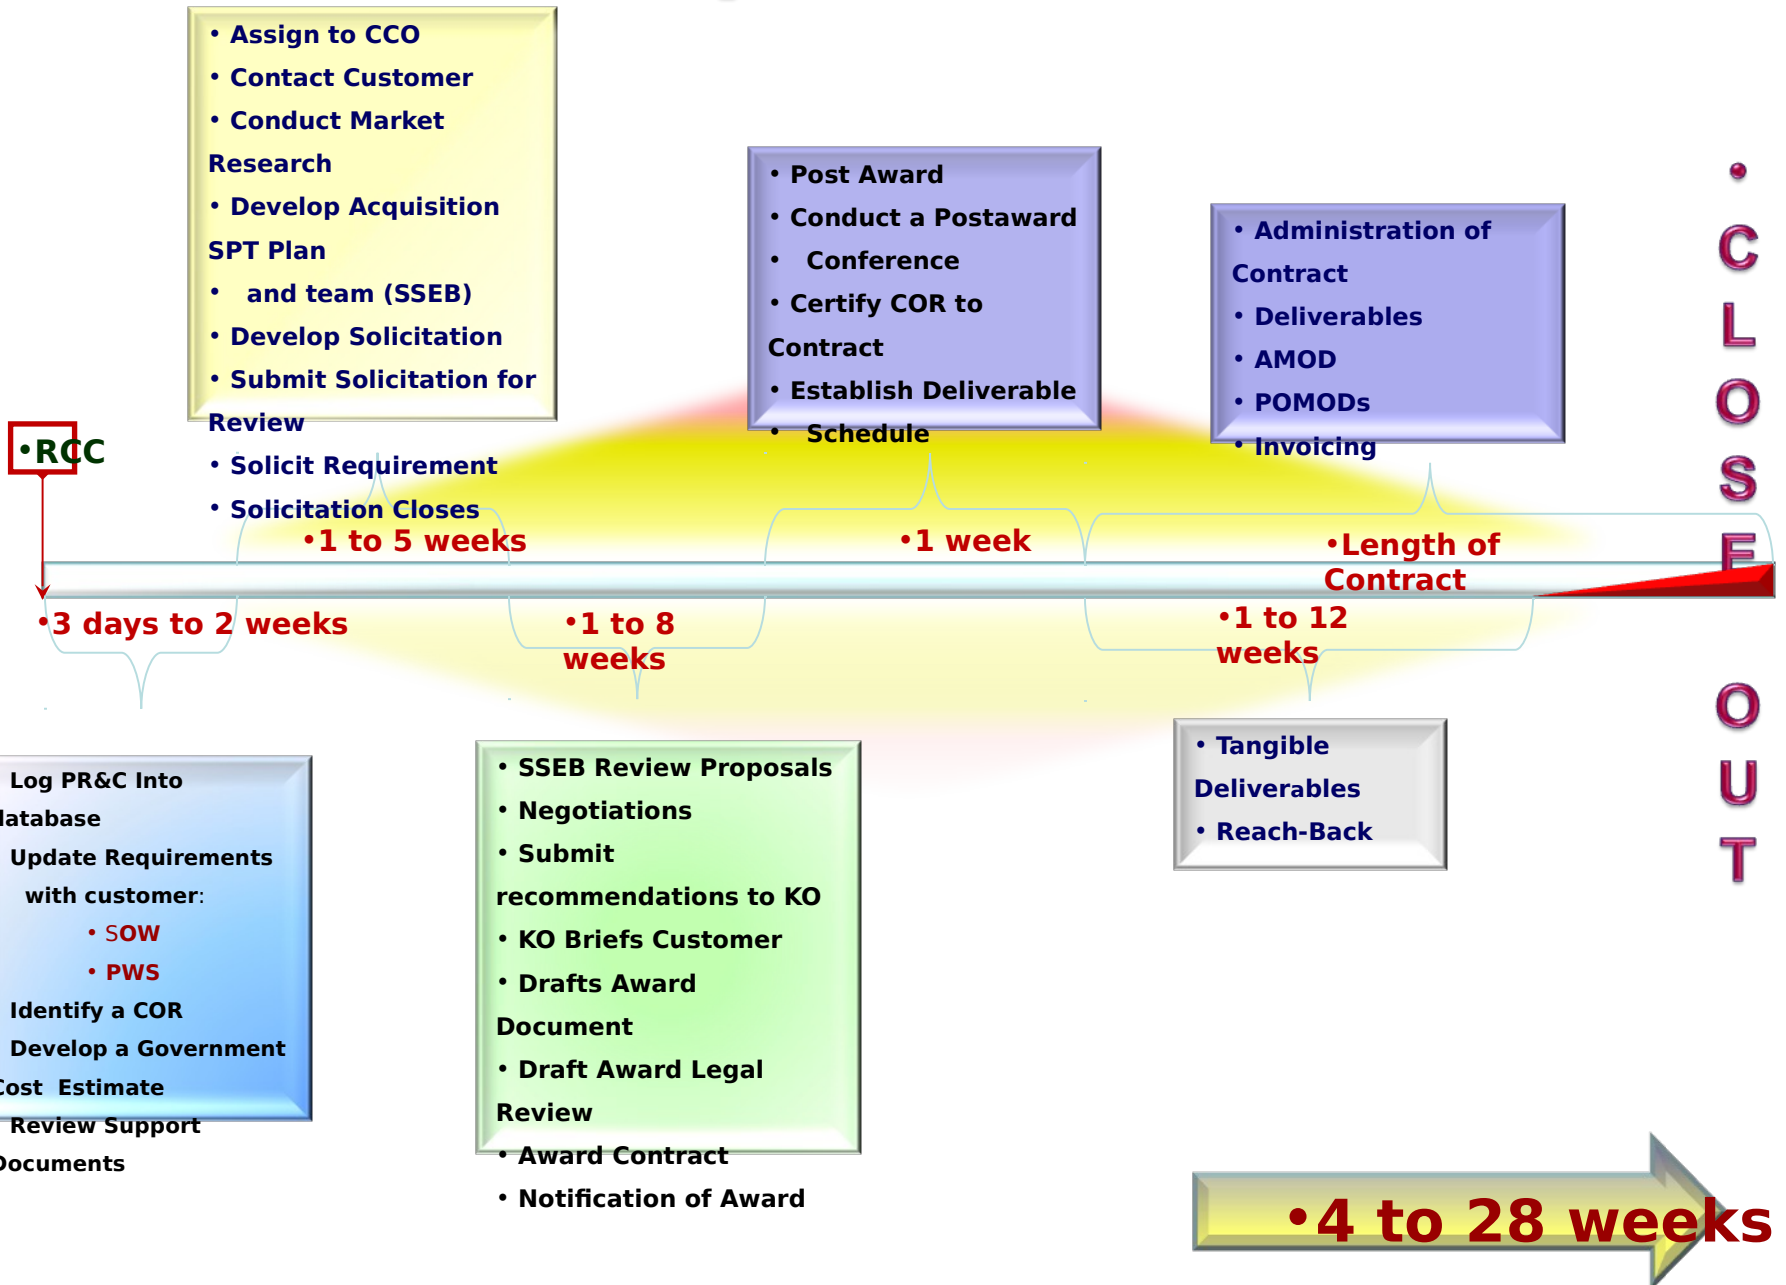 • Assign to CCO
• Contact Customer
• Conduct Market
Research
• Develop Acquisition
SPT Plan
• and team (SSEB)
• Develop Solicitation
• Submit Solicitation for
Review
• Solicit Requirement
• Solicitation Closes
• Post Award
• Conduct a Postaward
• Conference
• Certify COR to
Contract
• Establish Deliverable
• Schedule
• Administration of
Contract
• Deliverables
• AMOD
• POMODs
• Invoicing
•RCC
•1 to 5 weeks
•1 week
•Length of
Contract
•3 days to 2 weeks
•1 to 8
weeks
•1 to 12
weeks
Log PR&C Into
database
Update Requirements
with customer:
• SOW
• PWS
Identify a COR
Develop a Government
Cost Estimate
Review Support
Documents
• SSEB Review Proposals
• Negotiations
• Submit
recommendations to KO
• KO Briefs Customer
• Drafts Award
Document
• Draft Award Legal
Review
• Award Contract
• Notification of Award
• Tangible
Deliverables
• Reach-Back
•
C
L
O
S
E
O
U
T
•4 to 28 weeks